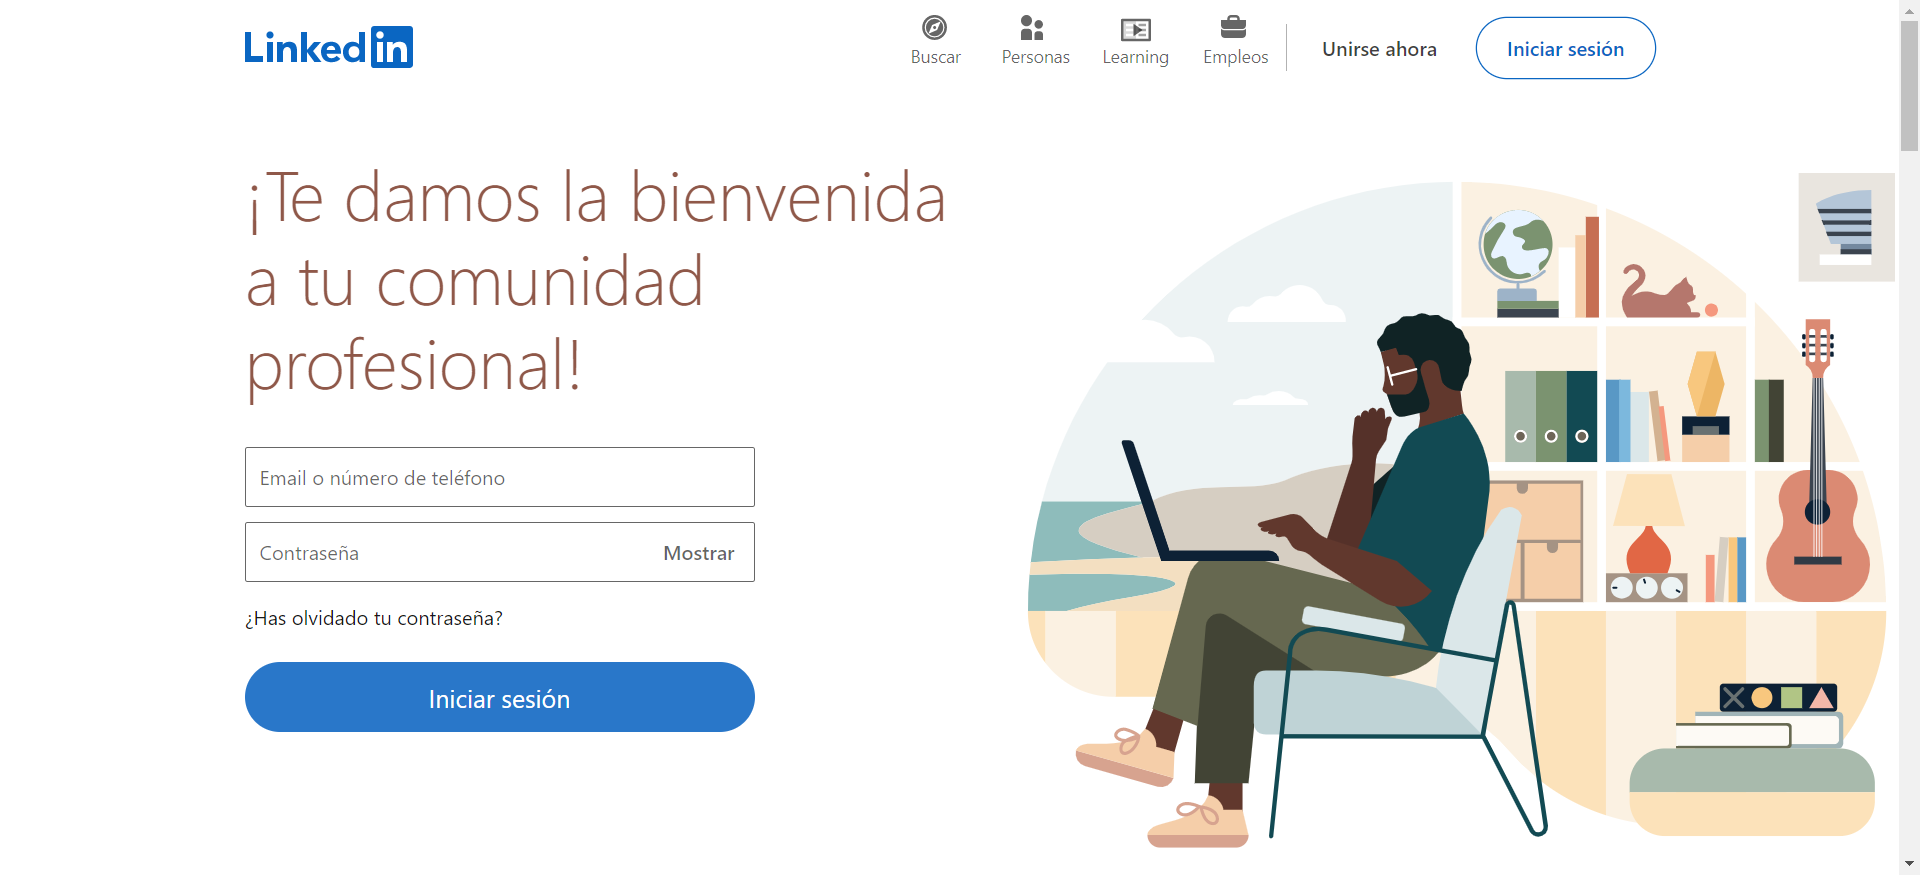 LinkedIn
Buscar
Personas
Learning
Empleos
Unirse ahora
Iniciar sesión
¡Te damos la bienvenida
a tu comunidad
profesional!
Email o número de teléfono
Contraseña
Mostrar
¿Has olvidado tu contraseña?
Iniciar sesión